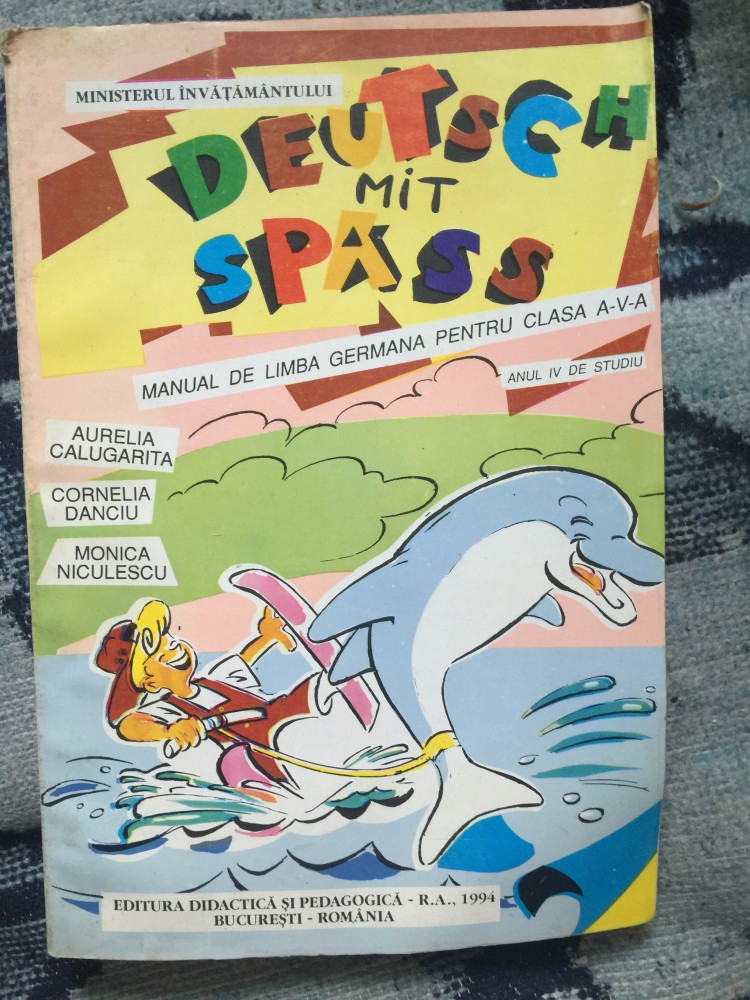 MINISTERUL ÎNVĂȚĂMÂNTULUI
DEUTSCH
MiT
SPASS
MANUAL DE LIMBA GERMANA PENTRU CLASA A-V-A
ANUL IV DE STUDIU
AURELIA
CALUGARITA
CORNELIA
DANCIU
MONICA
NICULESCU
EDITURA DIDACTICĂ ȘI PEDAGOGICĂ - R.A., 1994
BUCUREȘTI - ROMÂNIA